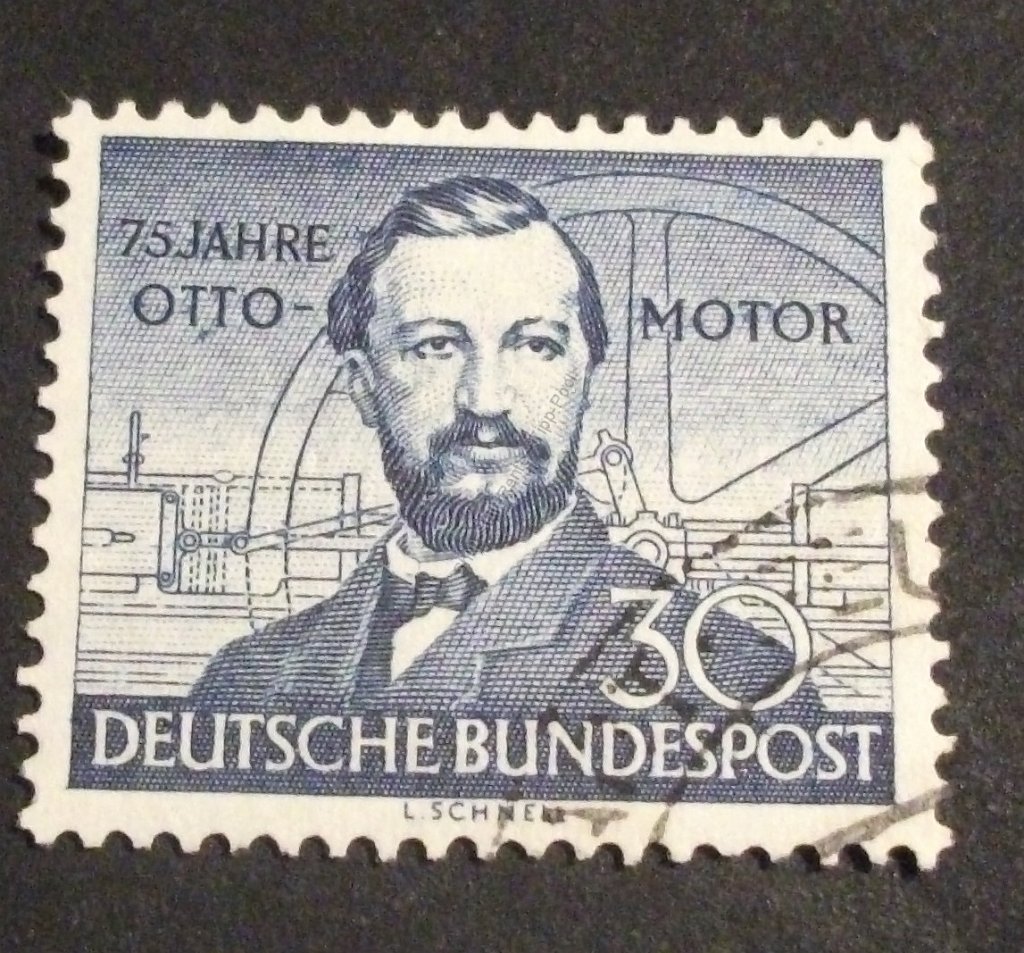 75 JAHRE
OTTO-
MOTOR
30
DEUTSCHE BUNDESPOST
L. SCHNELL